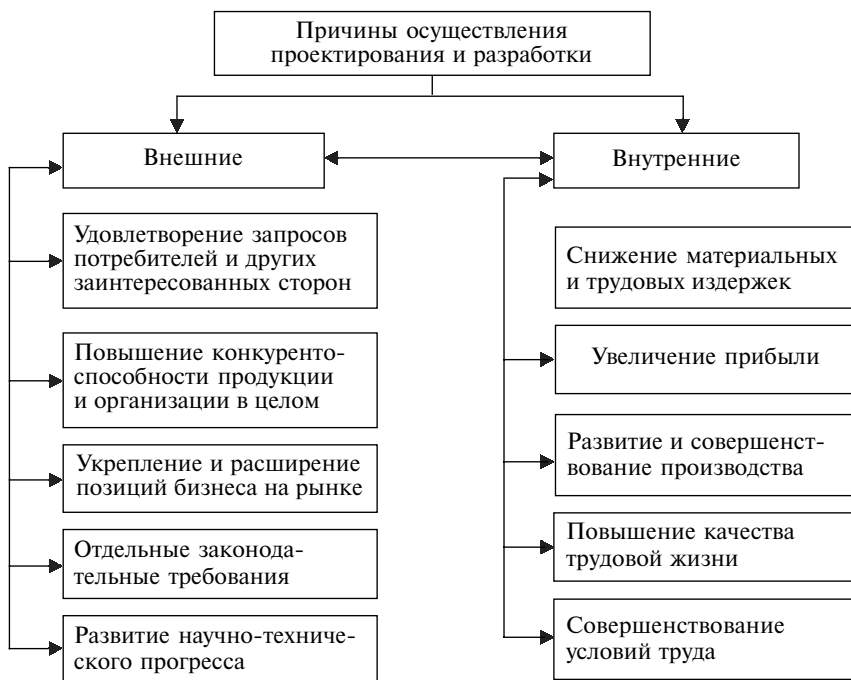 Причины осуществления
проектирования и разработки
Внешние
Внутренние
Удовлетворение запросов
потребителей и других
заинтересованных сторон
Повышение конкуренто-
способности продукции
и организации в целом
Укрепление и расширение
позиций бизнеса на рынке
Отдельные законода-
тельные требования
Развитие научно-техниче-
ского прогресса
Снижение материальных
и трудовых издержек
Увеличение прибыли
Развитие и совершенст-
вование производства
Повышение качества
трудовой жизни
Совершенствование
условий труда